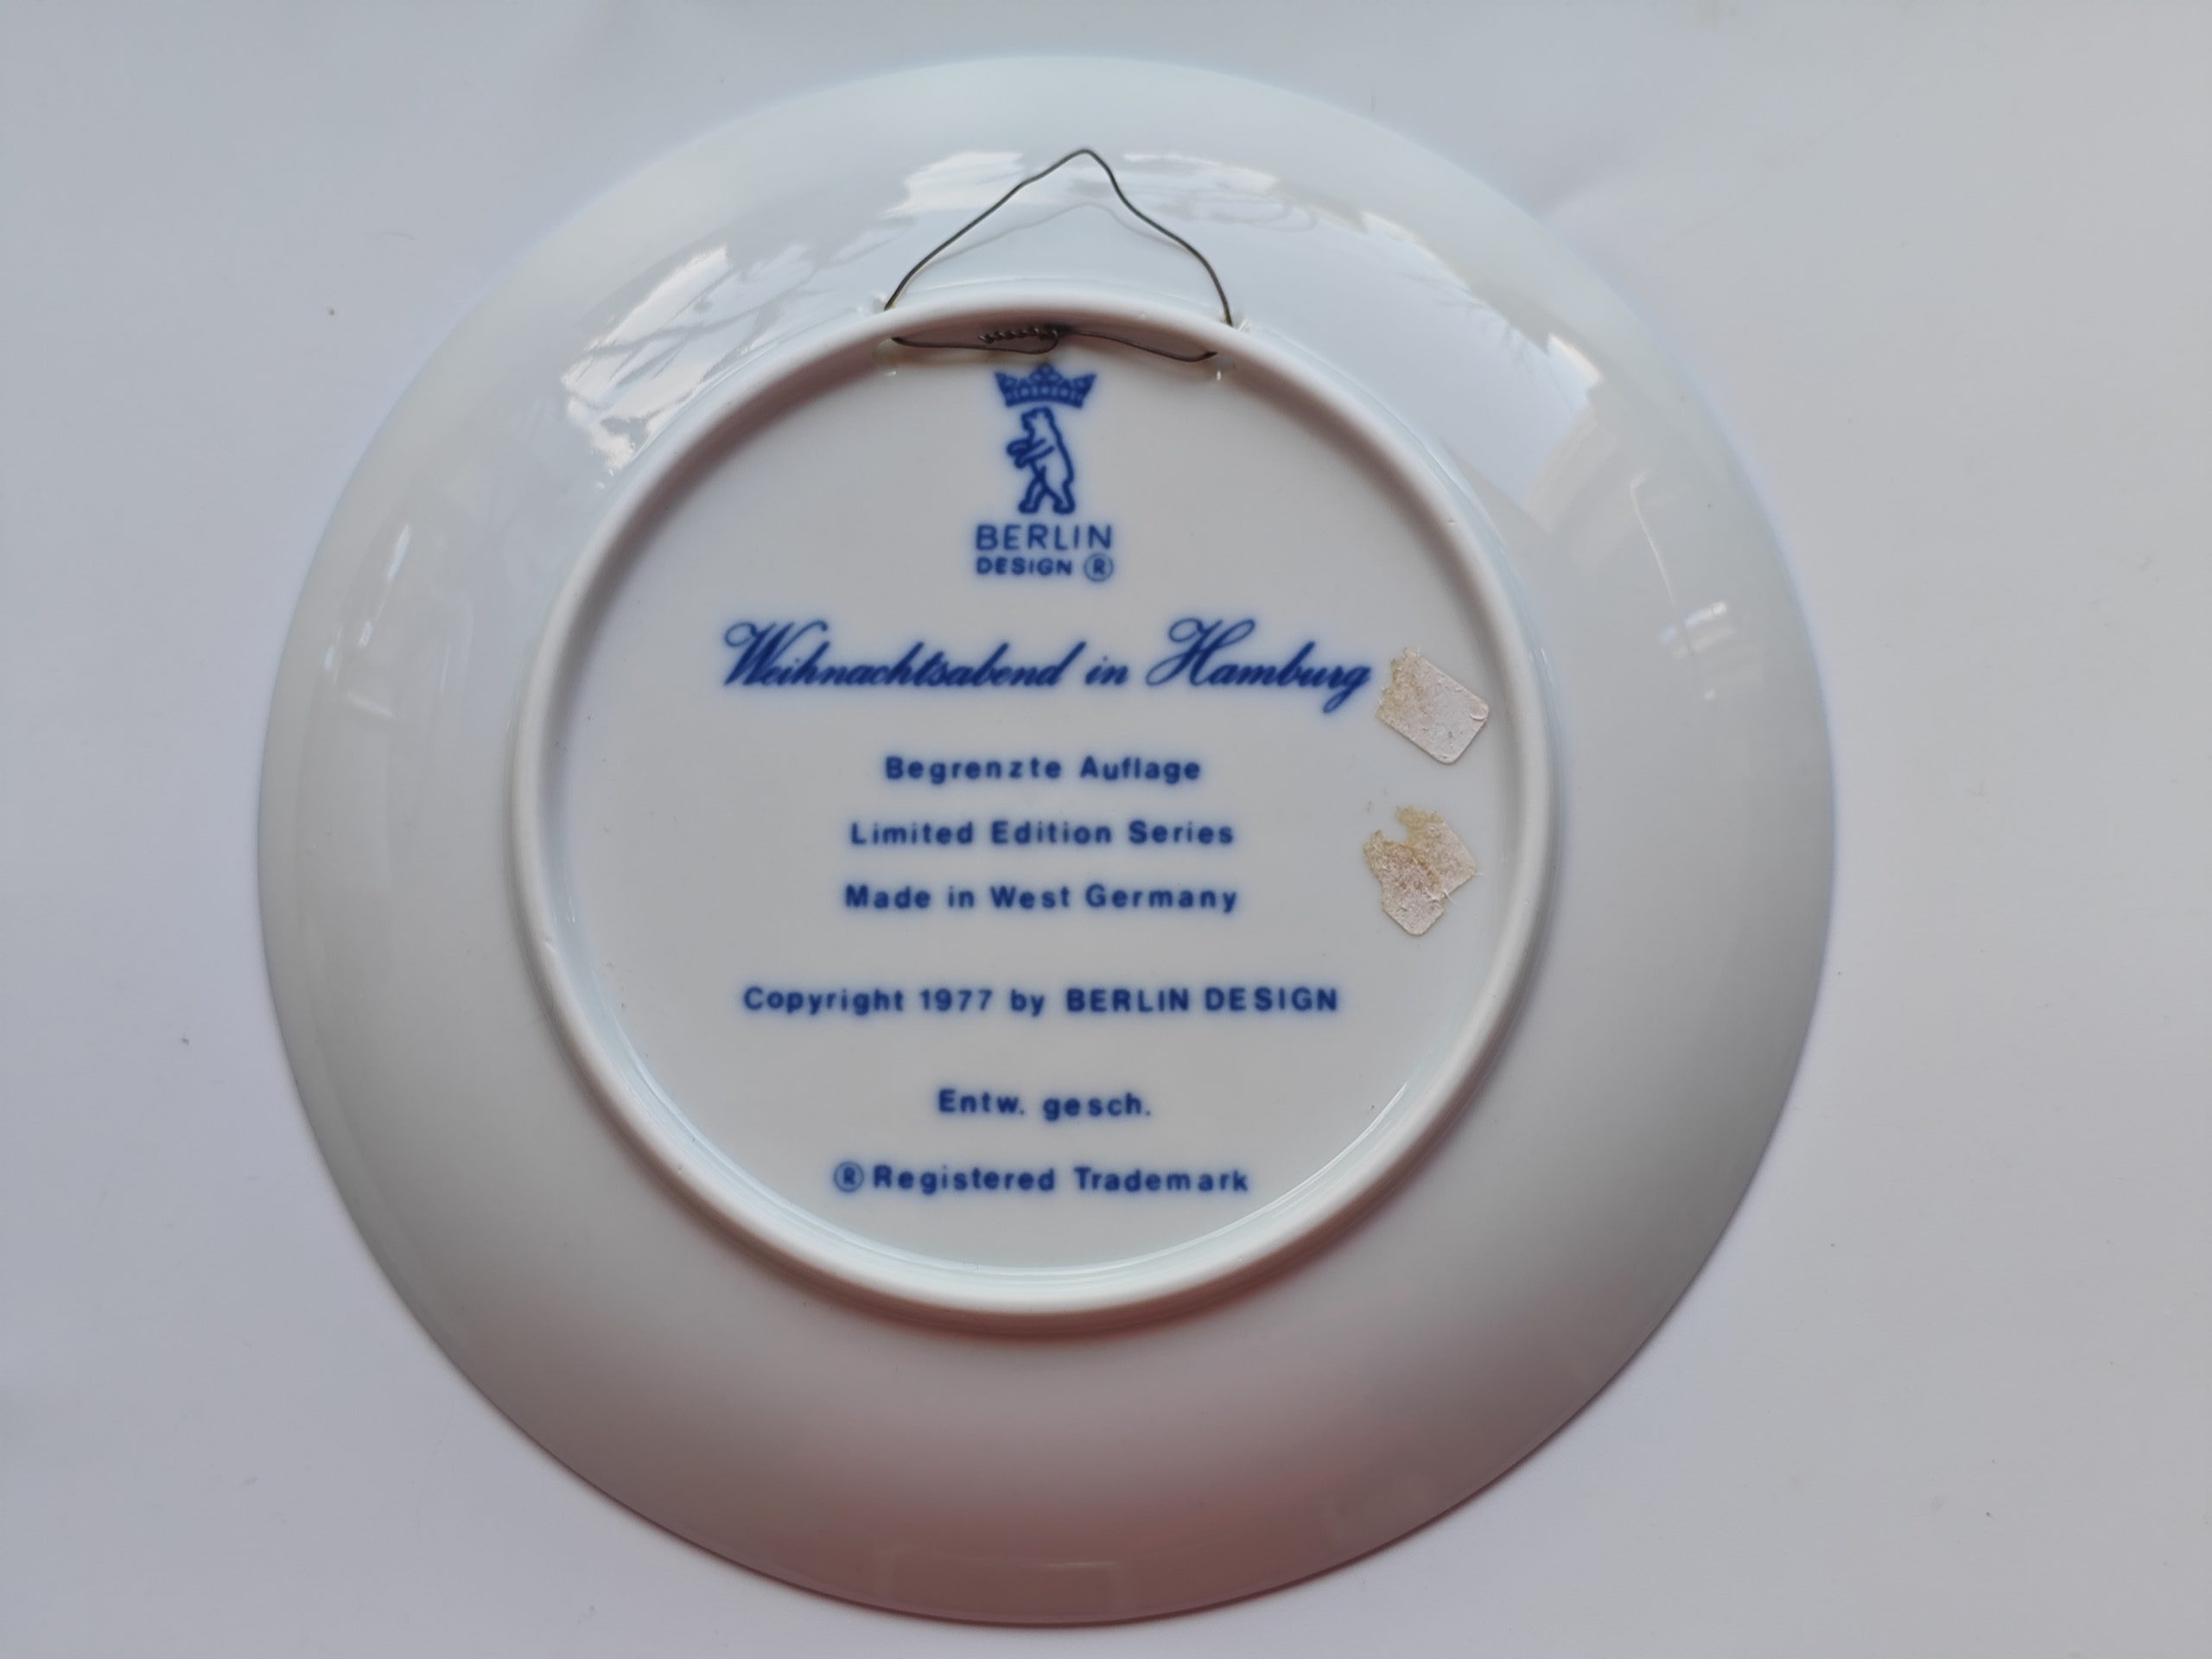 BERLIN
DESIGN ®
Weihnachtsabend in Hamburg
Begrenzte Auflage
Limited Edition Series
Made in West Germany
Copyright 1977 by BERLIN DESIGN
Entw. gesch.
® Registered Trademark